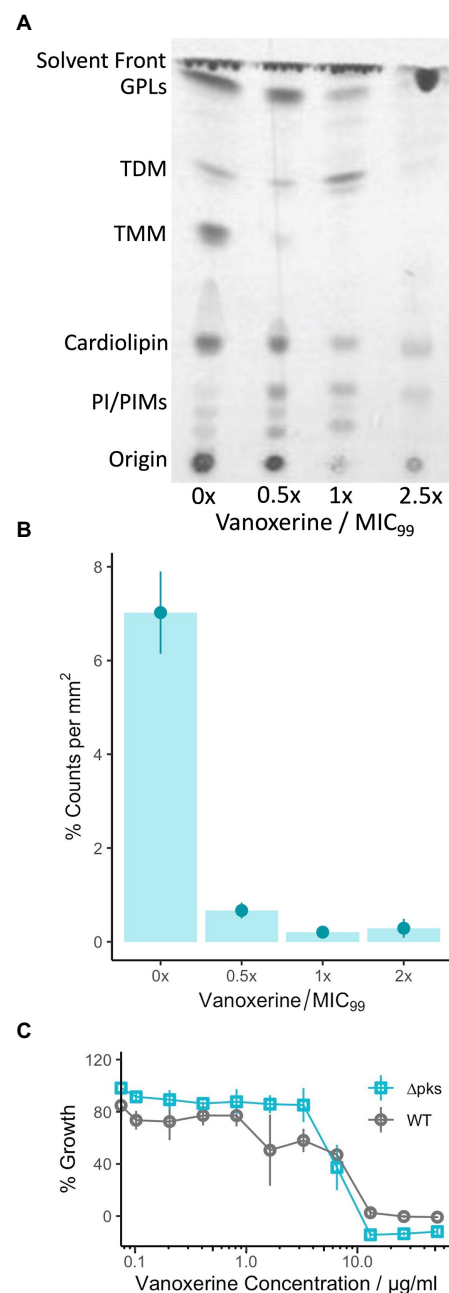 A
Solvent Front
GPLs
TDM
TMM
Cardiolipin
PI/PIMs
Origin
0x 0.5x 1x 2.5x
Vanoxerine / MIC₉₉
B
% Counts per mm²
8
6
4
2
0
0x 0.5x 1x 2x
Vanoxerine/MIC₉₉
C
% Growth
120
80
40
0
Δpks
WT
0.1 1.0 10.0
Vanoxerine Concentration / μg/ml